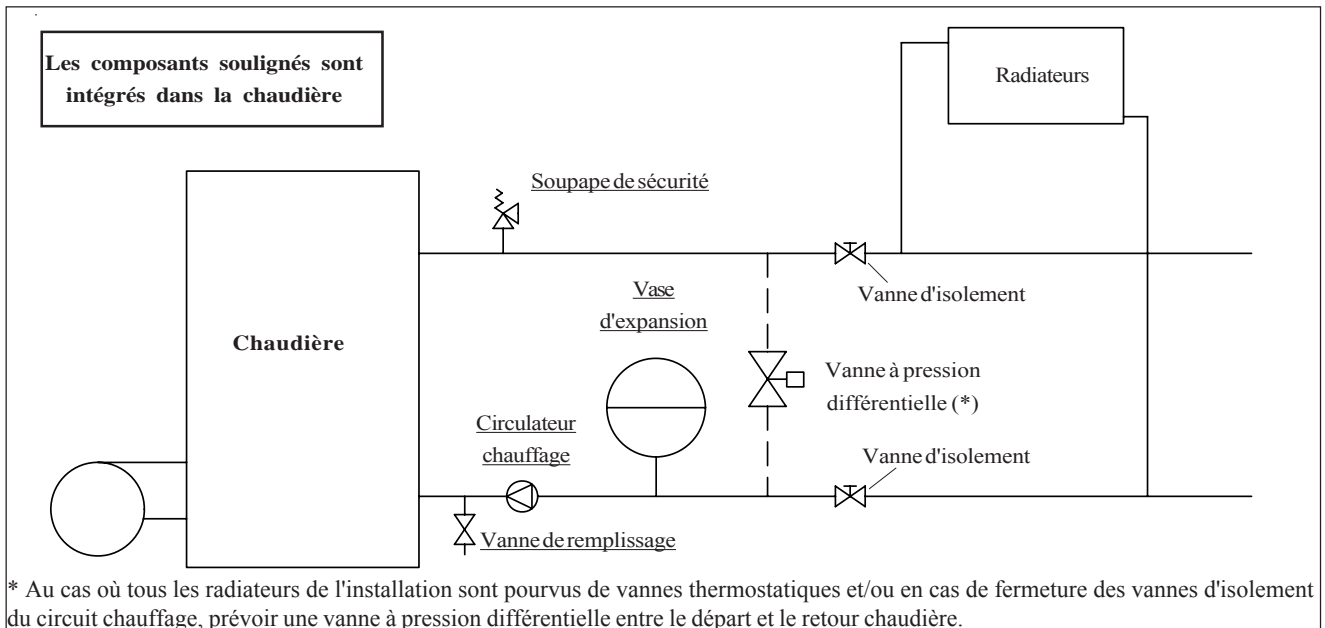 Les composants soulignés sont
intégrés dans la chaudière
Radiateurs
Soupape de sécurité
Vanne d'isolement
Vase
d'expansion
Chaudière
Vanne à pression
différentielle (*)
Circulateur
chauffage
Vanne d'isolement
Vanne de remplissage
* Au cas où tous les radiateurs de l'installation sont pourvus de vannes thermostatiques et/ou en cas de fermeture des vannes d'isolement
du circuit chauffage, prévoir une vanne à pression différentielle entre le départ et le retour chaudière.